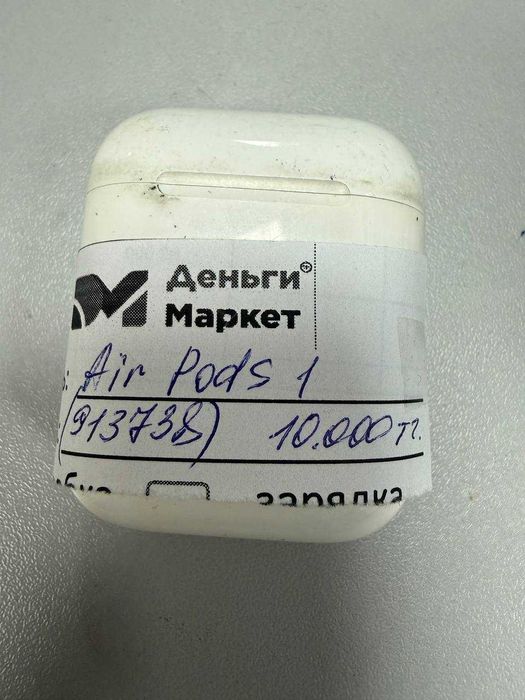 Деньги
Маркет
Air Pods 1
(913738) 10.000 тг.
зарядка